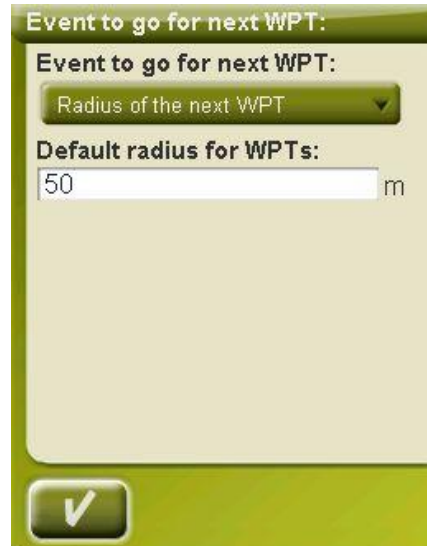 Event to go for next WPT:
Event to go for next WPT:
Radius of the next WPT
Default radius for WPTs:
50 m